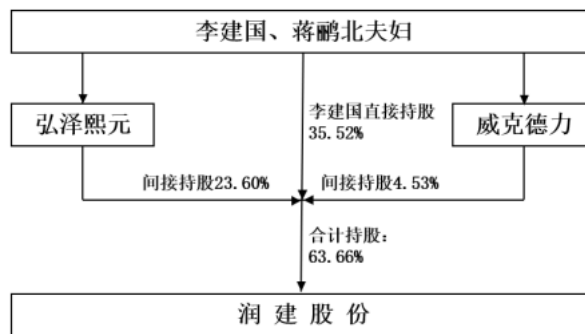 李建国、蒋鹂北夫妇
弘泽熙元
李建国直接持股
35.52%
威克德力
间接持股23.60%
间接持股4.53%
合计持股:
63.66%
润建股份